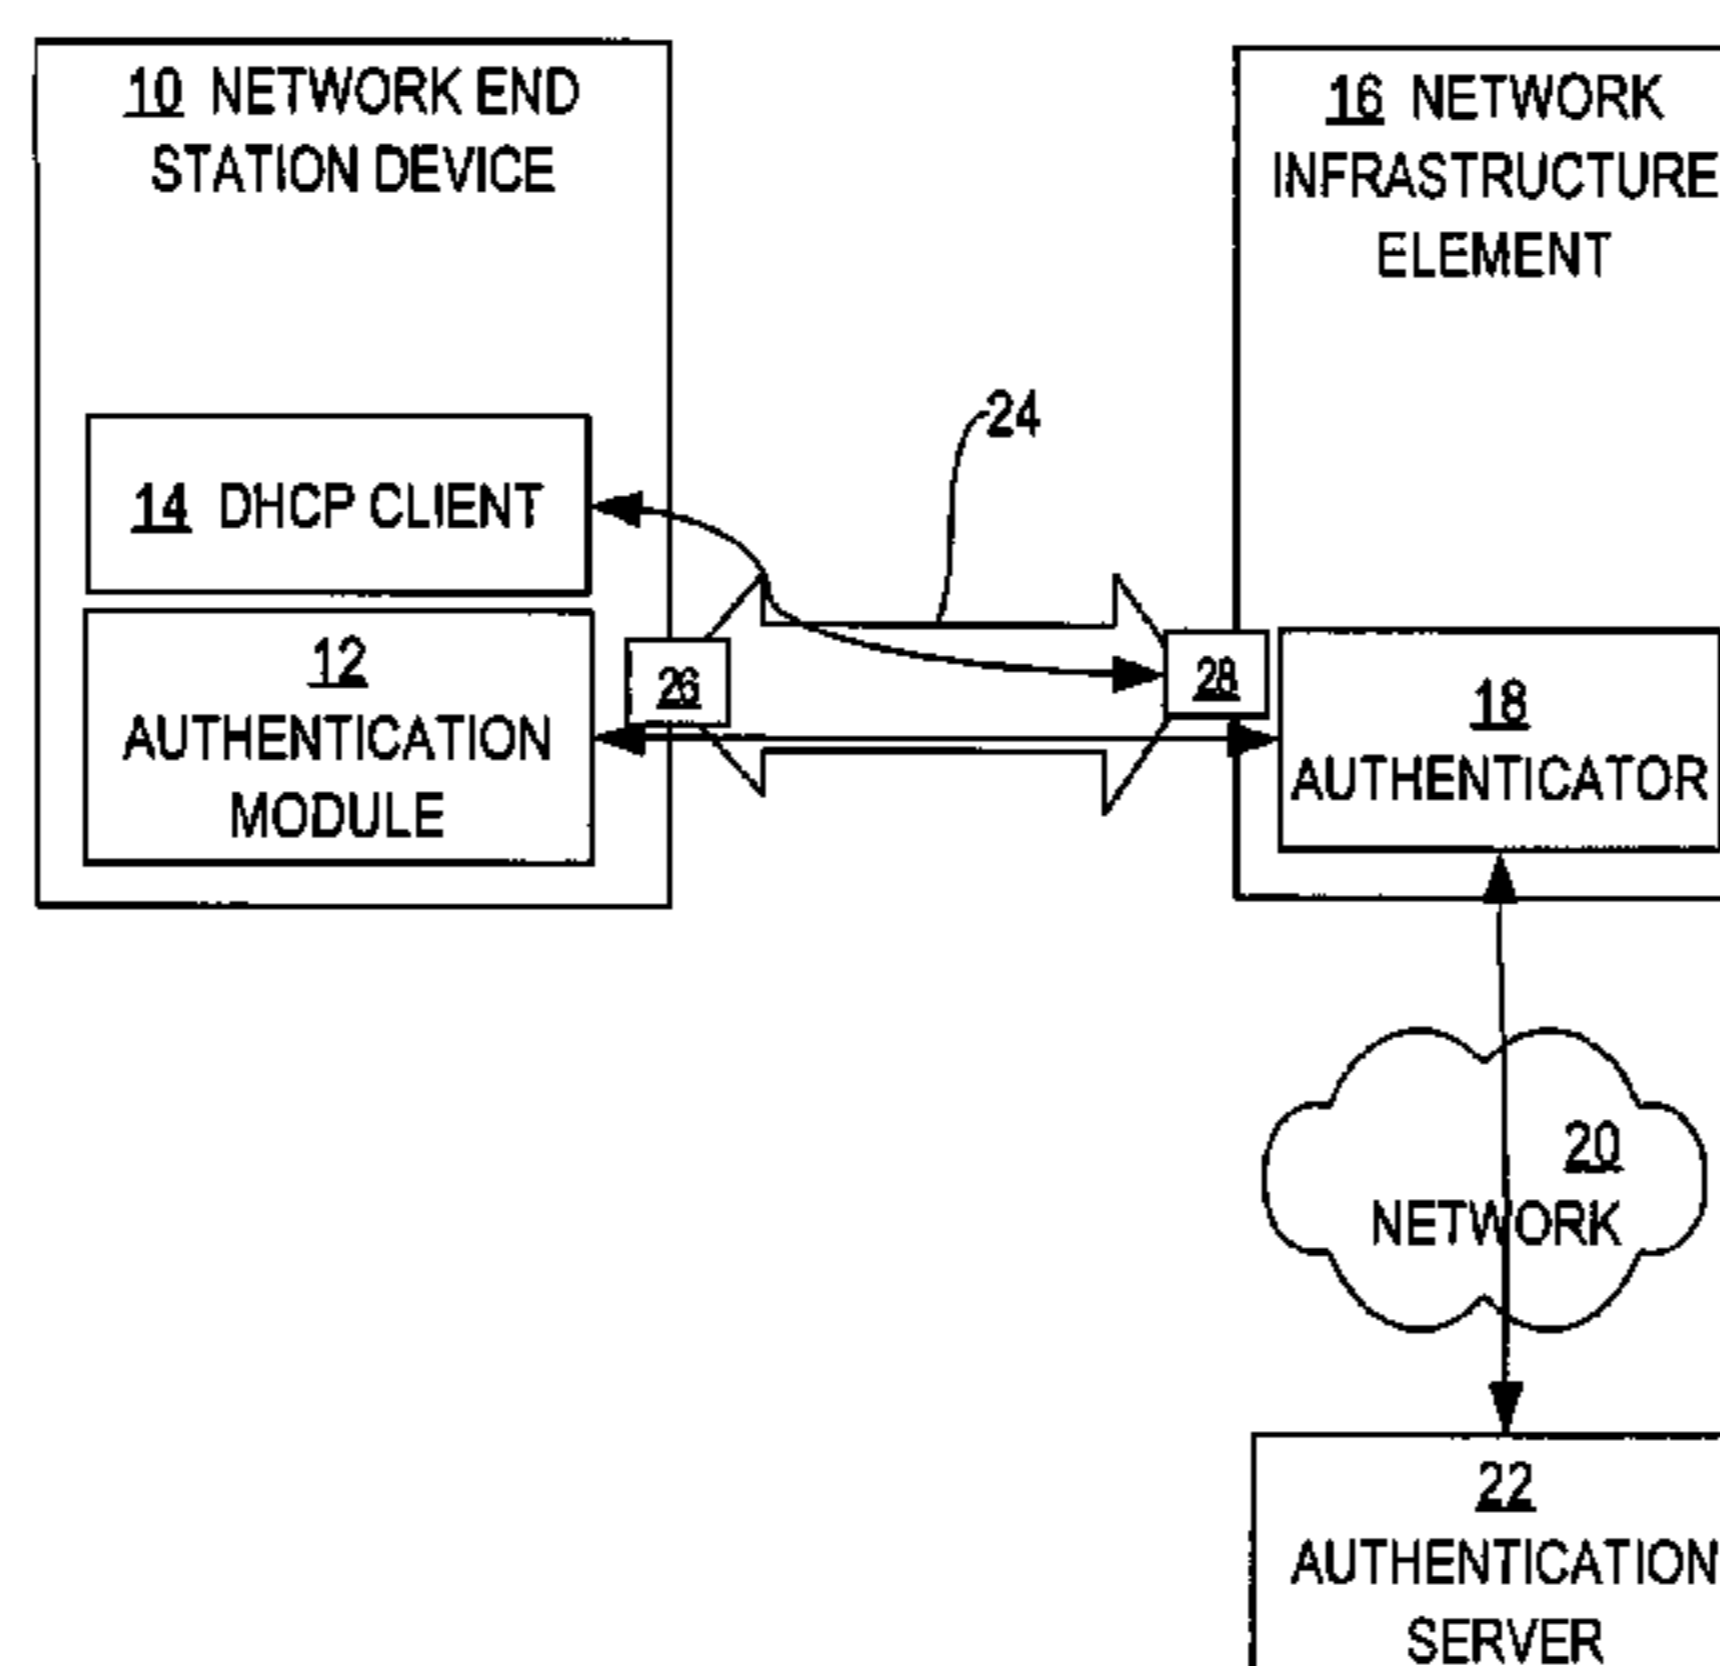 10 NETWORK END
STATION DEVICE
14 DHCP CLIENT
12
AUTHENTICATION
MODULE
26
24
28
16 NETWORK
INFRASTRUCTURE
ELEMENT
18
AUTHENTICATOR
20
NETWORK
22
AUTHENTICATION
SERVER